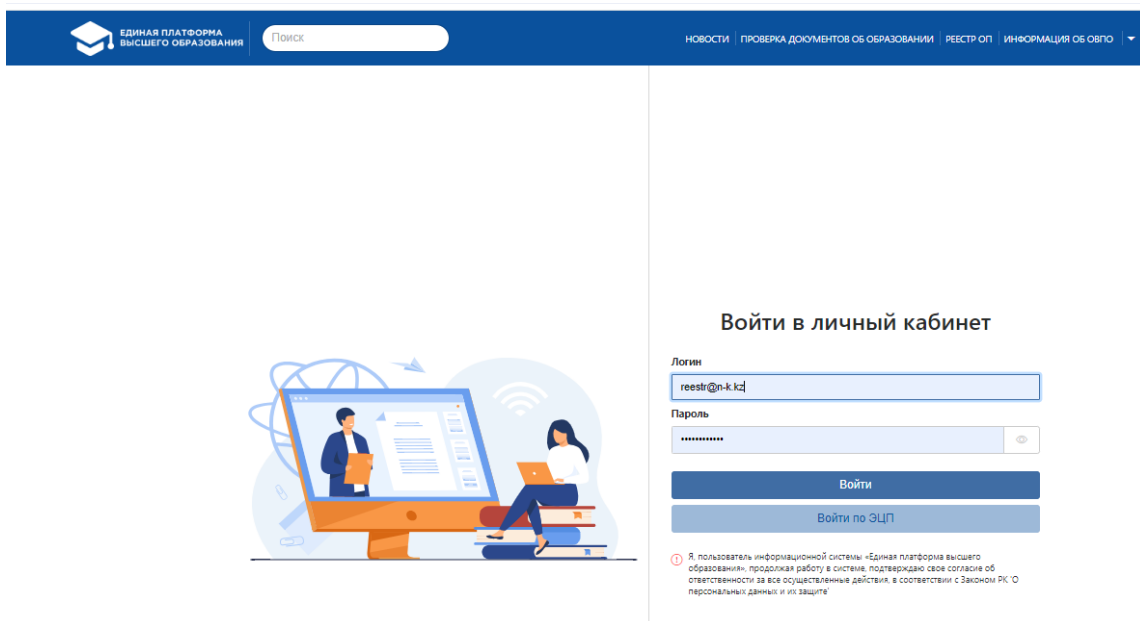 ЕДИНАЯ ПЛАТФОРМА
ВЫСШЕГО ОБРАЗОВАНИЯ
Поиск
НОВОСТИ
ПРОВЕРКА ДОКУМЕНТОВ ОБ ОБРАЗОВАНИИ
РЕЕСТР ОП
ИНФОРМАЦИЯ ОБ ОВПО
Войти в личный кабинет
Логин
reestr@n-k.kz
Пароль
••••••••••••
Войти
Войти по ЭЦП
Я, пользователь информационной системы «Единая платформа высшего
образования», продолжая работу в системе, подтверждаю свое согласие об
ответственности за все осуществленные действия, в соответствии с Законом РК 'О
персональных данных и их защите'